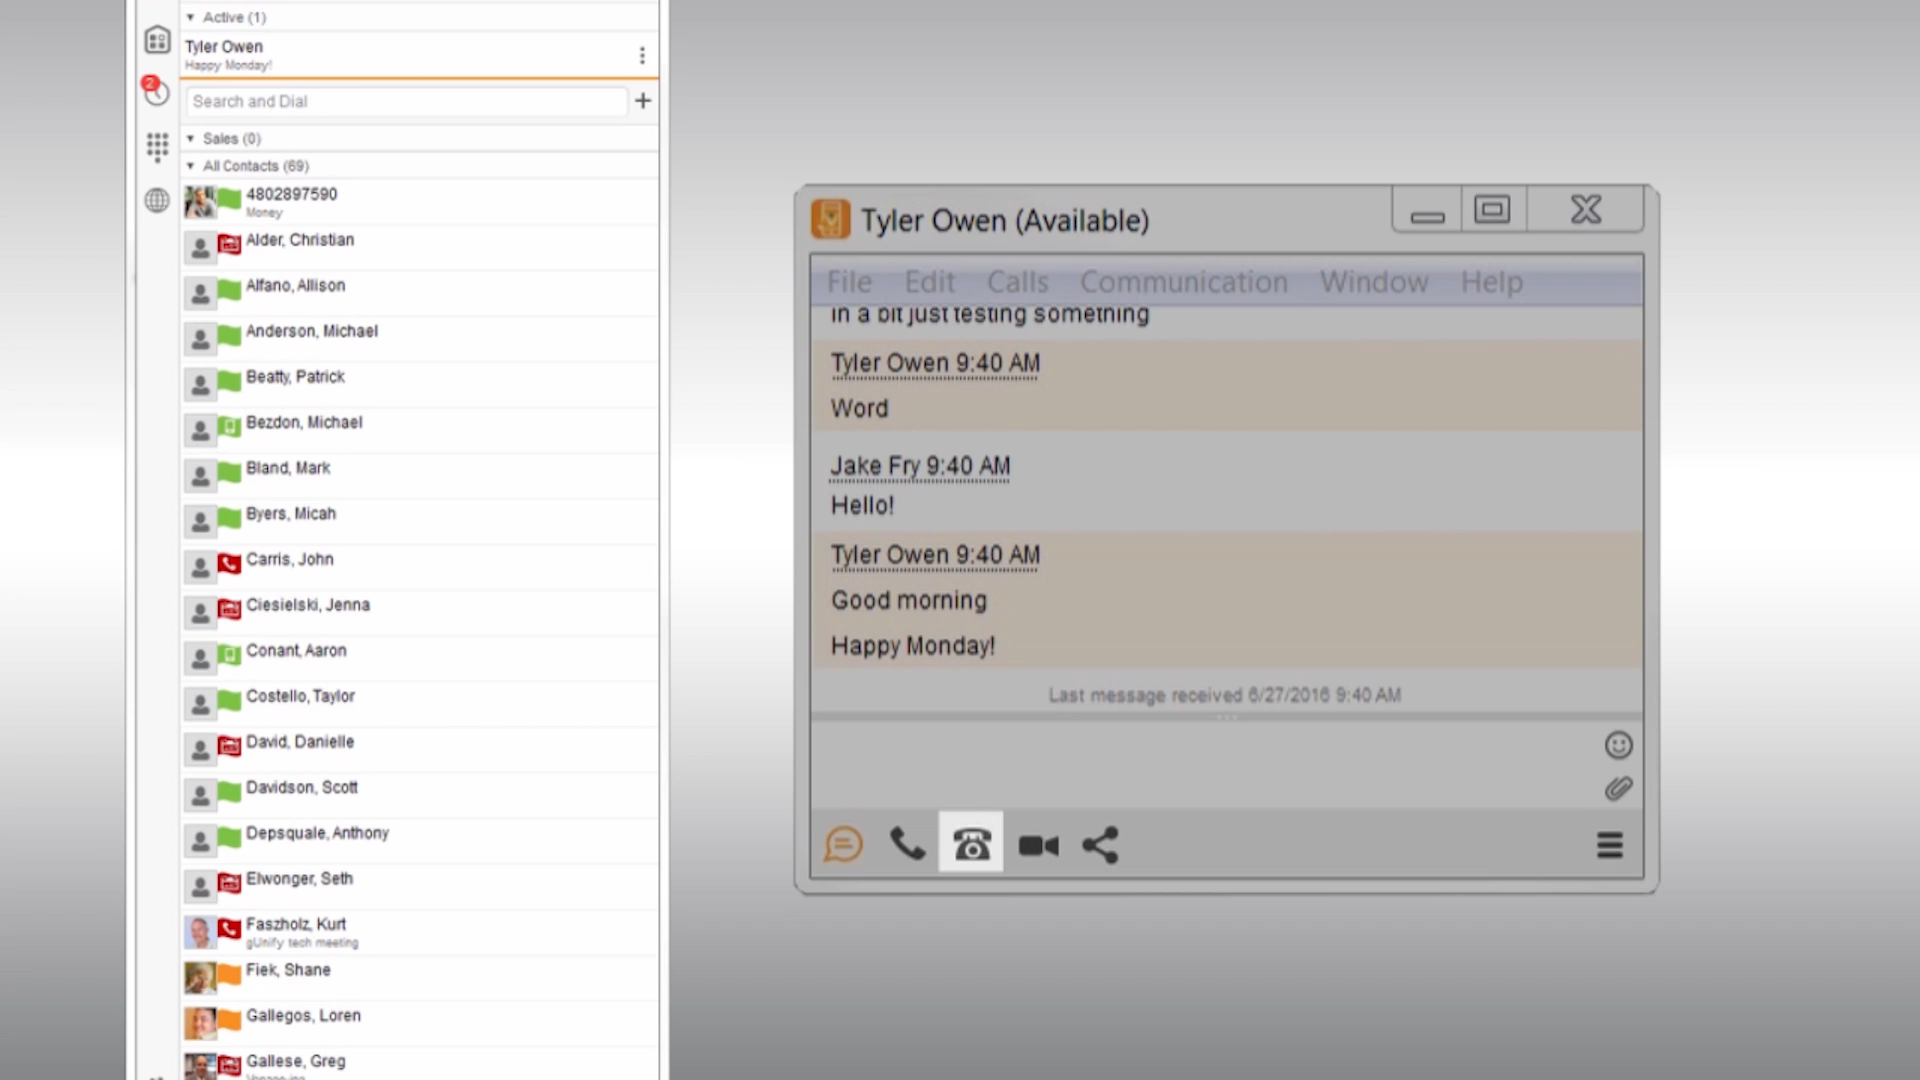 Active (1)
Tyler Owen
Happy Monday!
2
Search and Dial
Sales (0)
All Contacts (69)
4802897590
Money
Alder, Christian
Alfano, Allison
Anderson, Michael
Beatty, Patrick
Bezdon, Michael
Bland, Mark
Byers, Micah
Carris, John
Ciesielski, Jenna
Conant, Aaron
Costello, Taylor
David, Danielle
Davidson, Scott
Depsquale, Anthony
Elwonger, Seth
Faszholz, Kurt
gUnify tech meeting
Fiek, Shane
Gallegos, Loren
Gallese, Greg
Tyler Owen (Available)
File Edit Calls Communication Window Help
in a bit just testing something
Tyler Owen 9:40 AM
Word
Jake Fry 9:40 AM
Hello!
Tyler Owen 9:40 AM
Good morning
Happy Monday!
Last message received 6/27/2016 9:40 AM